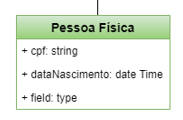 Pessoa Física
+ cpf: string
+ dataNascimento: date Time
+ field: type